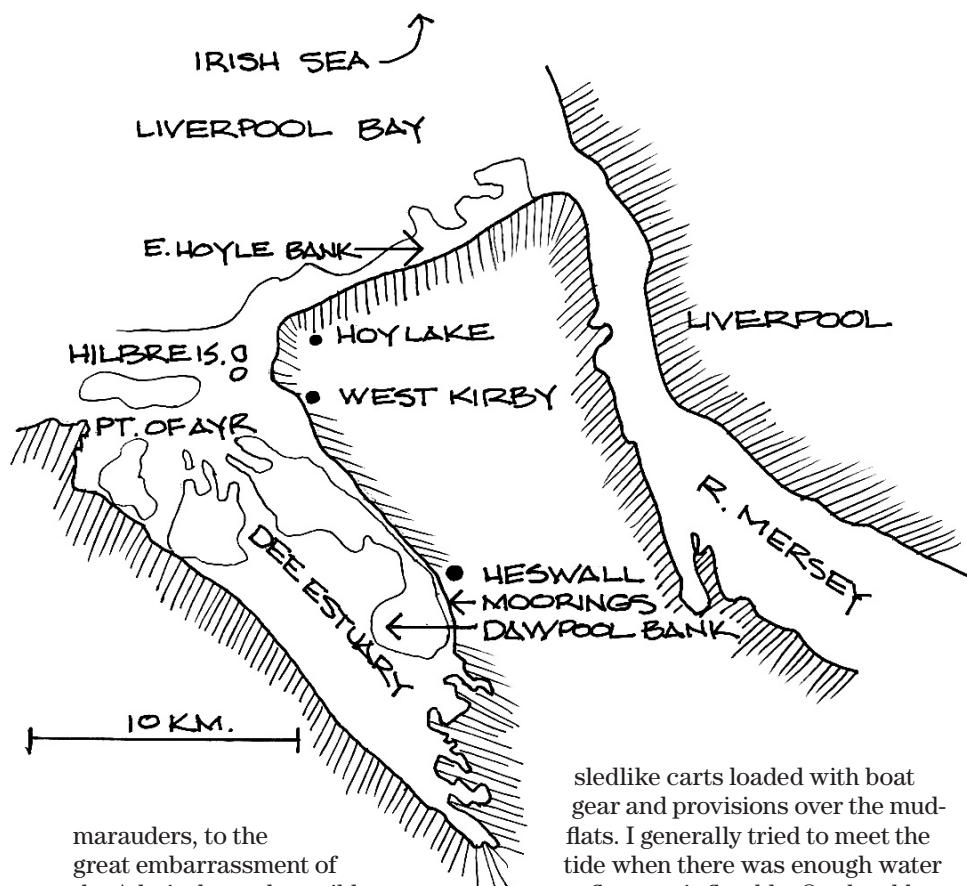 IRISH SEA
LIVERPOOL BAY
E. HOYLE BANK
LIVERPOOL
HOYLAKE
HILBRE IS.
WEST KIRBY
PT. OF AYR
R. MERSEY
DEE ESTUARY
HESWALL
MOORINGS
DAWPOOL BANK
10 KM.
marauders, to the
great embarrassment of
sledlike carts loaded with boat
gear and provisions over the mud-
flats. I generally tried to meet the
tide when there was enough water